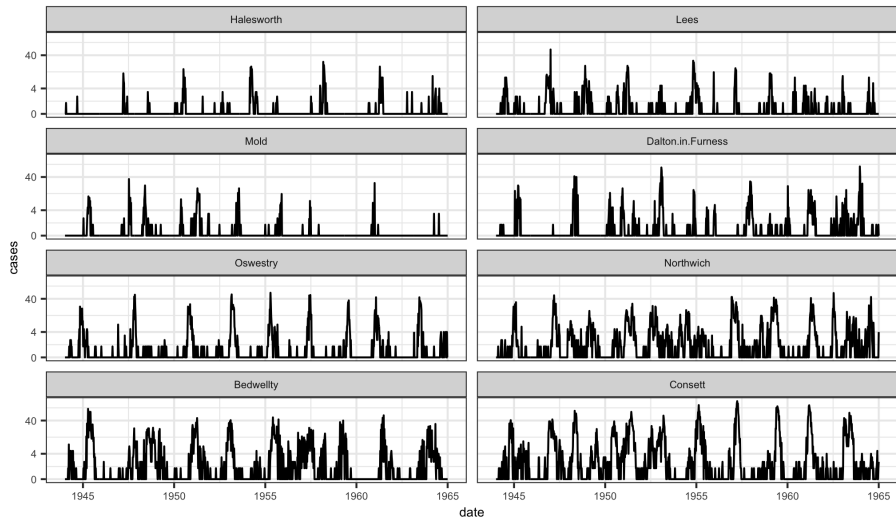 Halesworth
Lees
40
4
0
Mold
Dalton.in.Furness
40
4
0
cases
Oswestry
Northwich
40
4
0
Bedwellty
Consett
40
4
0
1945 1950 1955 1960 1965 1945 1950 1955 1960 1965
date